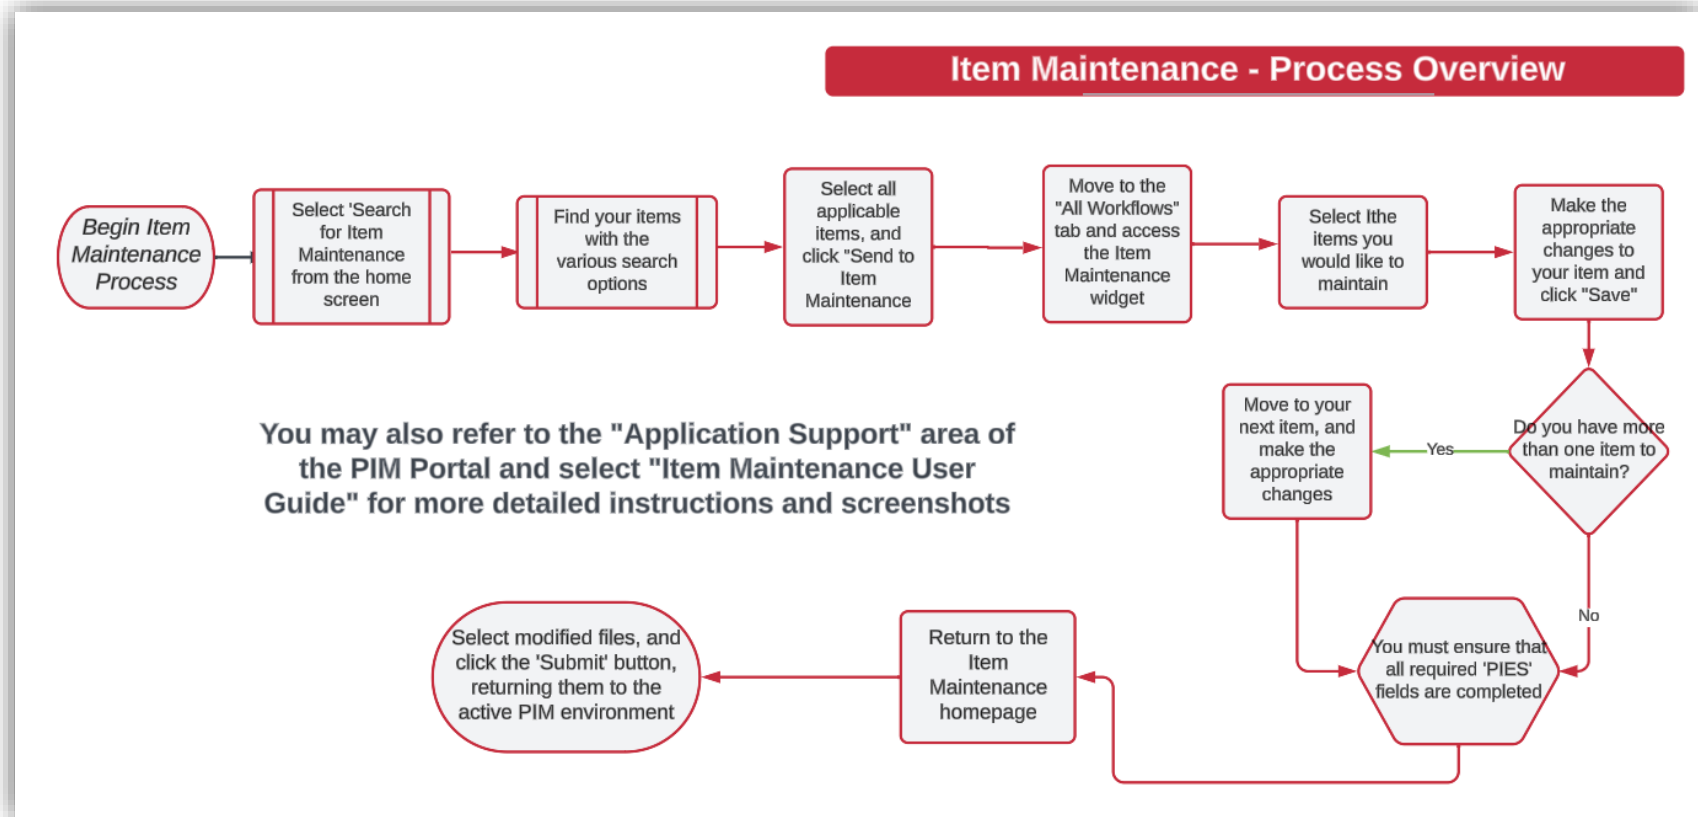 Item Maintenance - Process Overview
Begin Item
Maintenance
Process
Select 'Search
for Item
Maintenance
from the home
screen
Find your items
with the
various search
options
Select all
applicable
items, and
click "Send to
Item
Maintenance
Move to the
"All Workflows"
tab and access
the Item
Maintenance
widget
Select Ithe
items you
would like to
maintain
Make the
appropriate
changes to
your item and
click "Save"
Do you have more
than one item to
maintain?
Yes
Move to your
next item, and
make the
appropriate
changes
No
You may also refer to the "Application Support" area of
the PIM Portal and select "Item Maintenance User
Guide" for more detailed instructions and screenshots
You must ensure that
all required 'PIES'
fields are completed
Return to the
Item
Maintenance
homepage
Select modified files, and
click the 'Submit' button,
returning them to the
active PIM environment